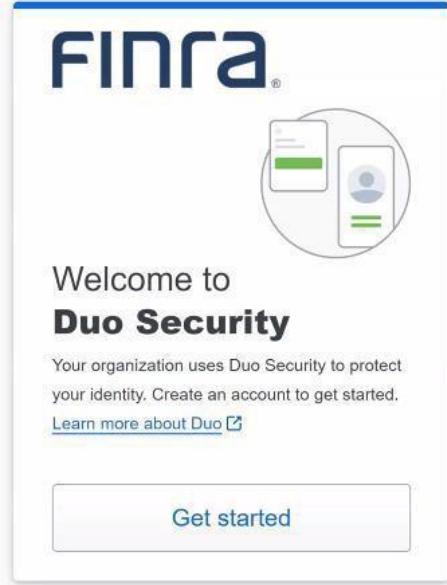 FINRA®
Welcome to
Duo Security
Your organization uses Duo Security to protect
your identity. Create an account to get started.
Learn more about Duo
Get started